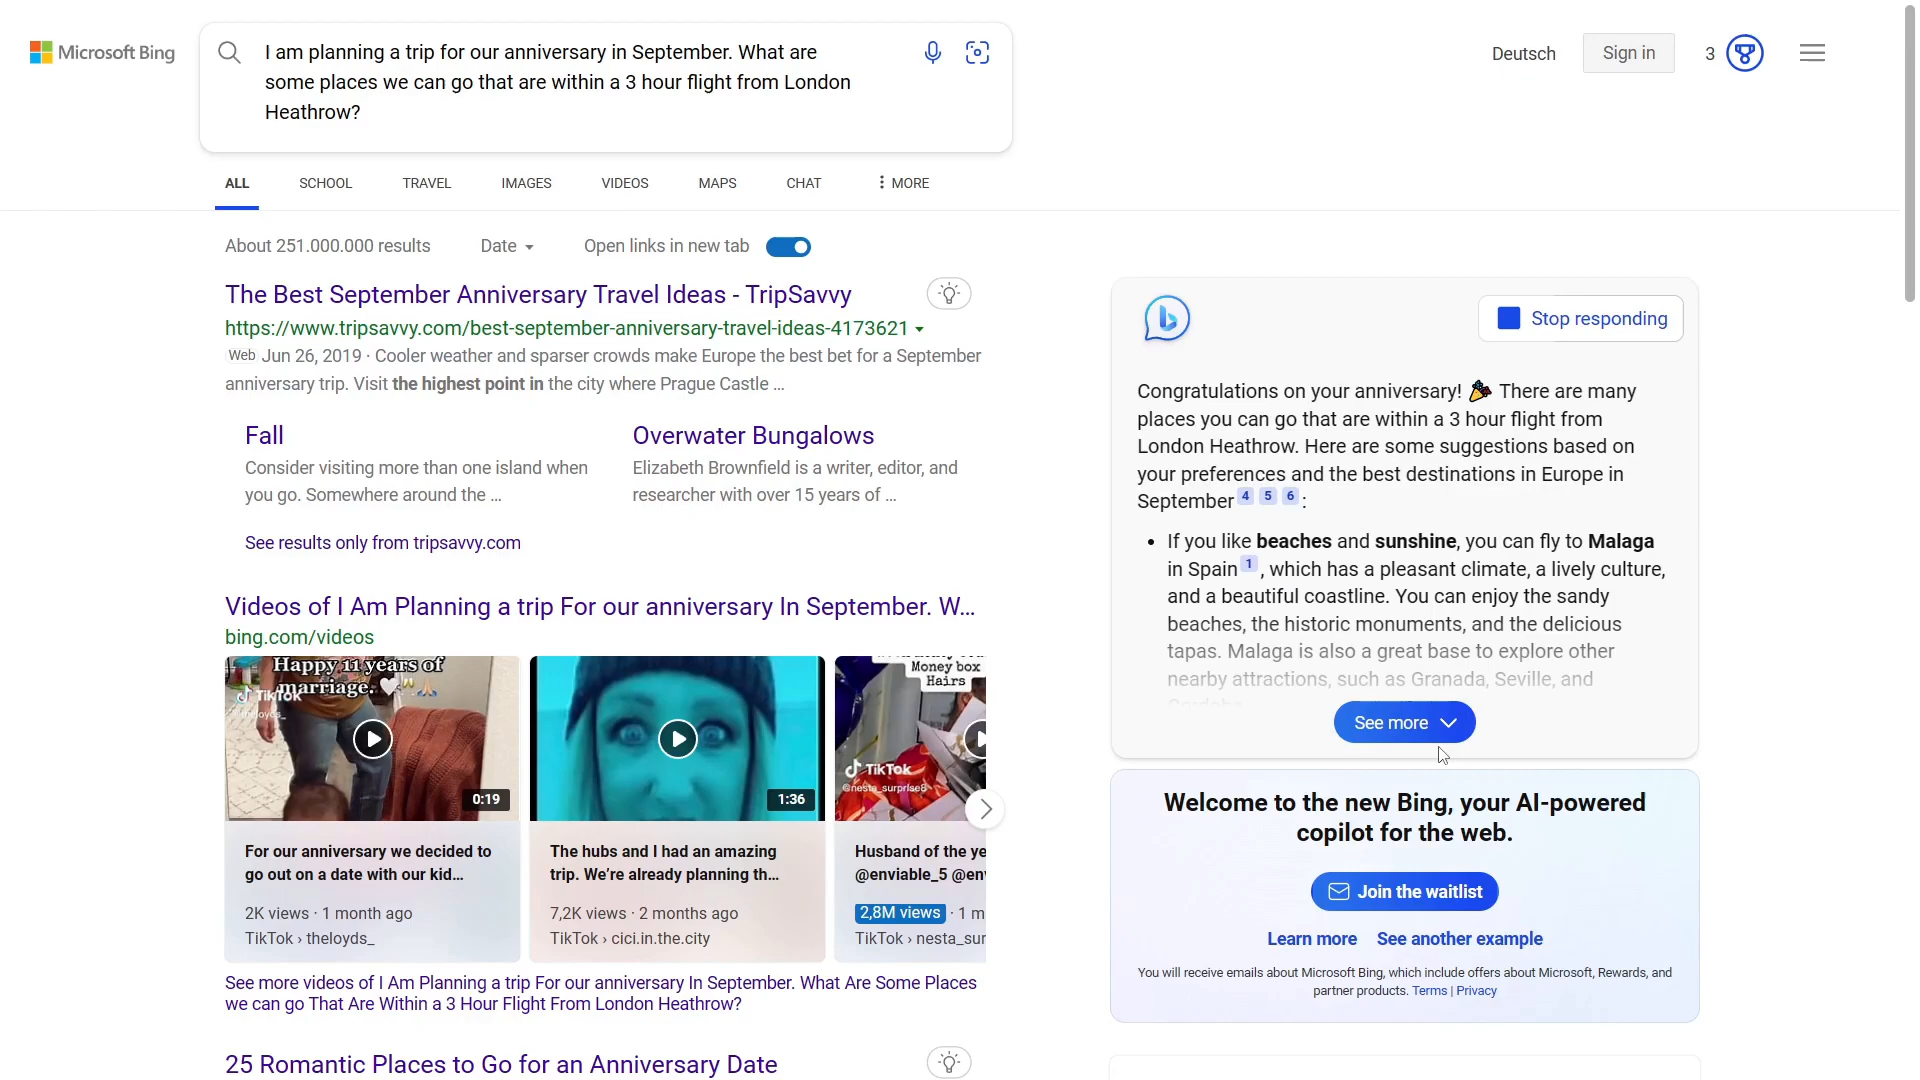 Microsoft Bing
I am planning a trip for our anniversary in September. What are
some places we can go that are within a 3 hour flight from London
Heathrow?
Deutsch
Sign in
3
ALL
SCHOOL
TRAVEL
IMAGES
VIDEOS
MAPS
CHAT
MORE
About 251.000.000 results
Date
Open links in new tab
The Best September Anniversary Travel Ideas - TripSavvy
https://www.tripsavvy.com/best-september-anniversary-travel-ideas-4173621
Web Jun 26, 2019 · Cooler weather and sparser crowds make Europe the best bet for a September
anniversary trip. Visit the highest point in the city where Prague Castle ...
Fall
Consider visiting more than one island when
you go. Somewhere around the ...
Overwater Bungalows
Elizabeth Brownfield is a writer, editor, and
researcher with over 15 years of ...
See results only from tripsavvy.com
Videos of I Am Planning a trip For our anniversary In September. W...
bing.com/videos
Happy 11 years of
marriage.
TikTok
0:19
For our anniversary we decided to
go out on a date with our kid...
2K views · 1 month ago
TikTok › theloyds_
1:36
The hubs and I had an amazing
trip. We’re already planning th...
7,2K views · 2 months ago
TikTok › cici.in.the.city
Money box
Hairs
TikTok
@nesta_surprise8
Husband of the ye
@enviable_5 @en
2,8M views · 1 m
TikTok › nesta_sur
See more videos of I Am Planning a trip For our anniversary In September. What Are Some Places
we can go That Are Within a 3 Hour Flight From London Heathrow?
25 Romantic Places to Go for an Anniversary Date
Stop responding
Congratulations on your anniversary! 🎉 There are many
places you can go that are within a 3 hour flight from
London Heathrow. Here are some suggestions based on
your preferences and the best destinations in Europe in
September 4 5 6 :
• If you like beaches and sunshine, you can fly to Malaga
in Spain 1 , which has a pleasant climate, a lively culture,
and a beautiful coastline. You can enjoy the sandy
beaches, the historic monuments, and the delicious
tapas. Malaga is also a great base to explore other
nearby attractions, such as Granada, Seville, and
See more
Welcome to the new Bing, your AI-powered
copilot for the web.
Join the waitlist
Learn more
See another example
You will receive emails about Microsoft Bing, which include offers about Microsoft, Rewards, and
partner products. Terms | Privacy